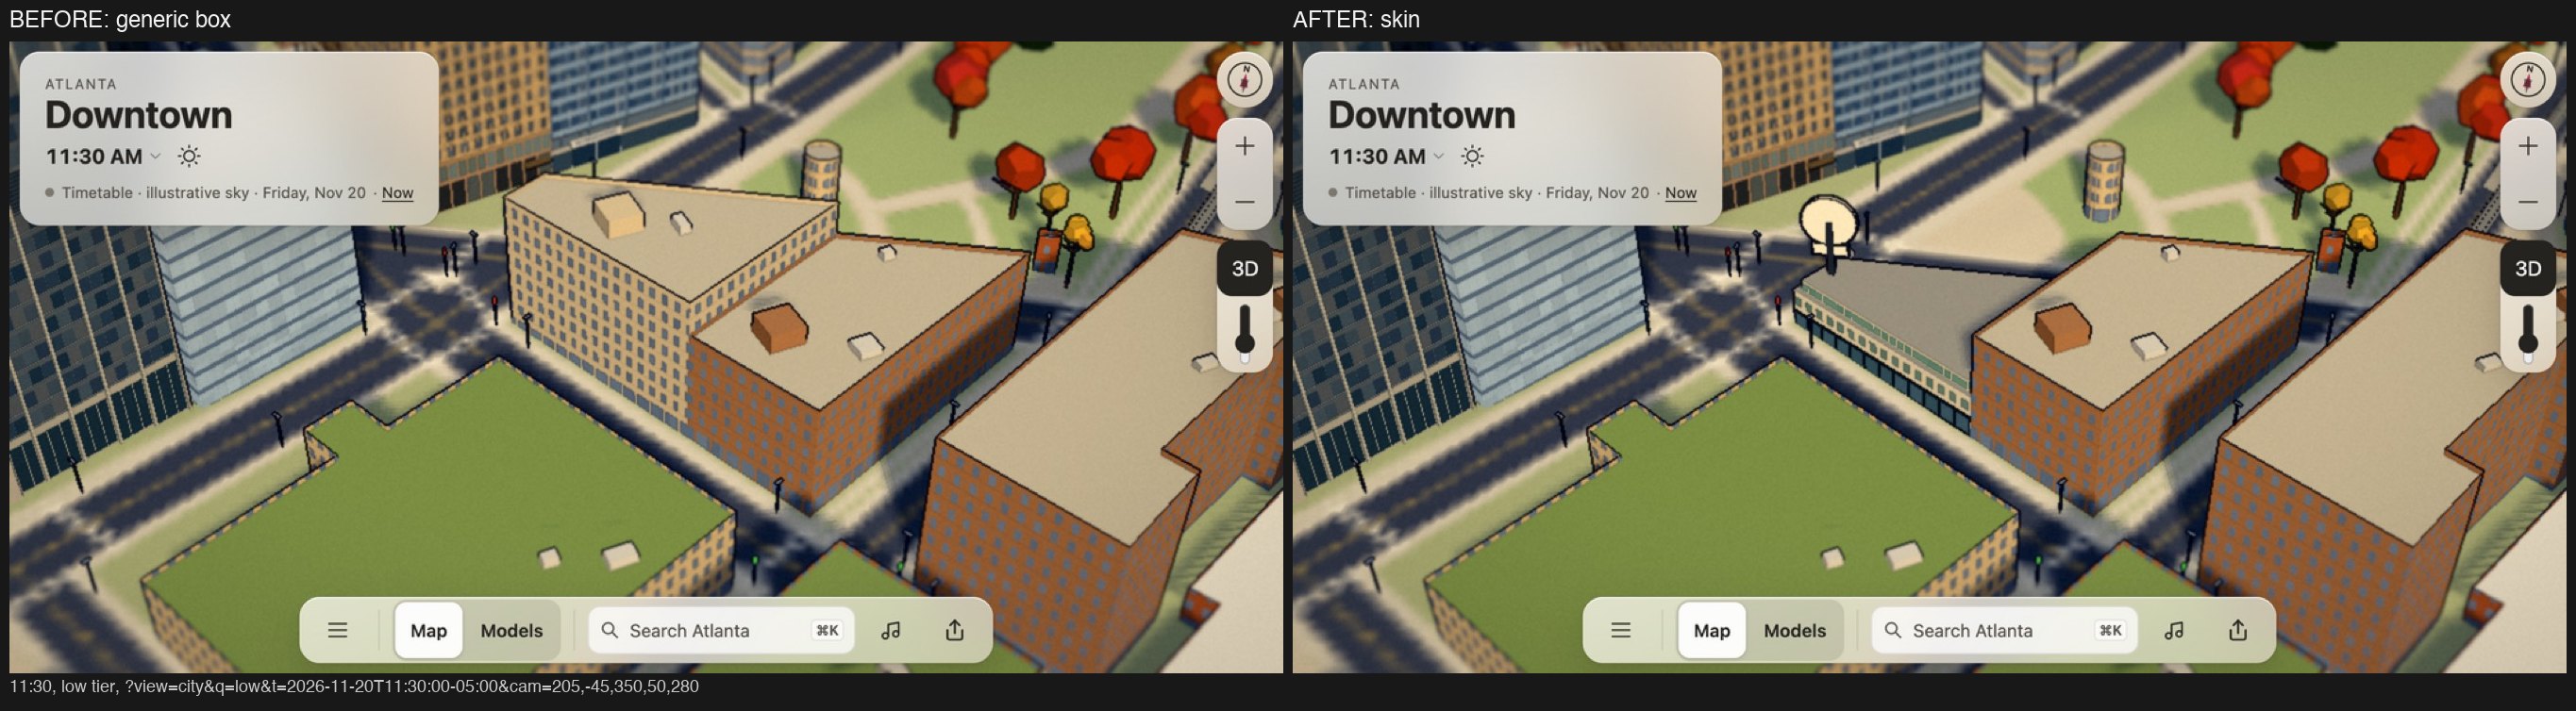 BEFORE: generic box
ATLANTA
Downtown
11:30 AM
Timetable · illustrative sky · Friday, Nov 20 · Now
N
+
−
3D
Map Models Search Atlanta ⌘K
11:30, low tier, ?view=city&q=low&t=2026-11-20T11:30:00-05:00&cam=205,-45,350,50,280
AFTER: skin
ATLANTA
Downtown
11:30 AM
Timetable · illustrative sky · Friday, Nov 20 · Now
N
+
−
3D
Map Models Search Atlanta ⌘K